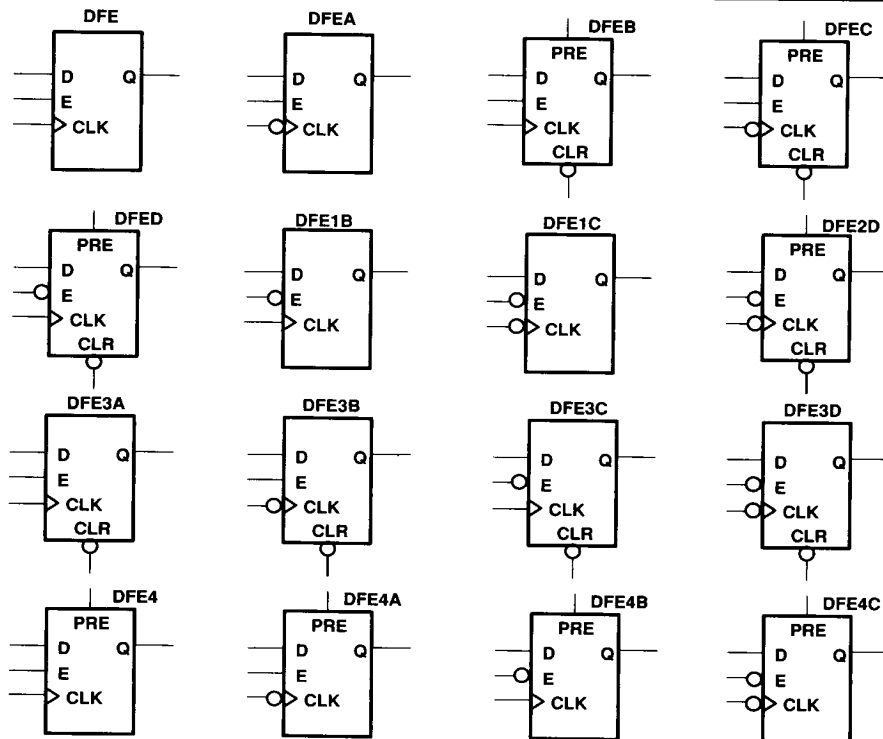 DFE
D Q
E
CLK
DFEA
D Q
E
CLK
DFEB
PRE
D Q
E
CLK
CLR
DFEC
PRE
D Q
E
CLK
CLR
DFED
PRE
D Q
E
CLK
CLR
DFE1B
D Q
E
CLK
DFE1C
D Q
E
CLK
DFE2D
PRE
D Q
E
CLK
CLR
DFE3A
D Q
E
CLK
CLR
DFE3B
D Q
E
CLK
CLR
DFE3C
D Q
E
CLK
CLR
DFE3D
D Q
E
CLK
CLR
DFE4
PRE
D Q
E
CLK
DFE4A
PRE
D Q
E
CLK
DFE4B
PRE
D Q
E
CLK
DFE4C
PRE
D Q
E
CLK